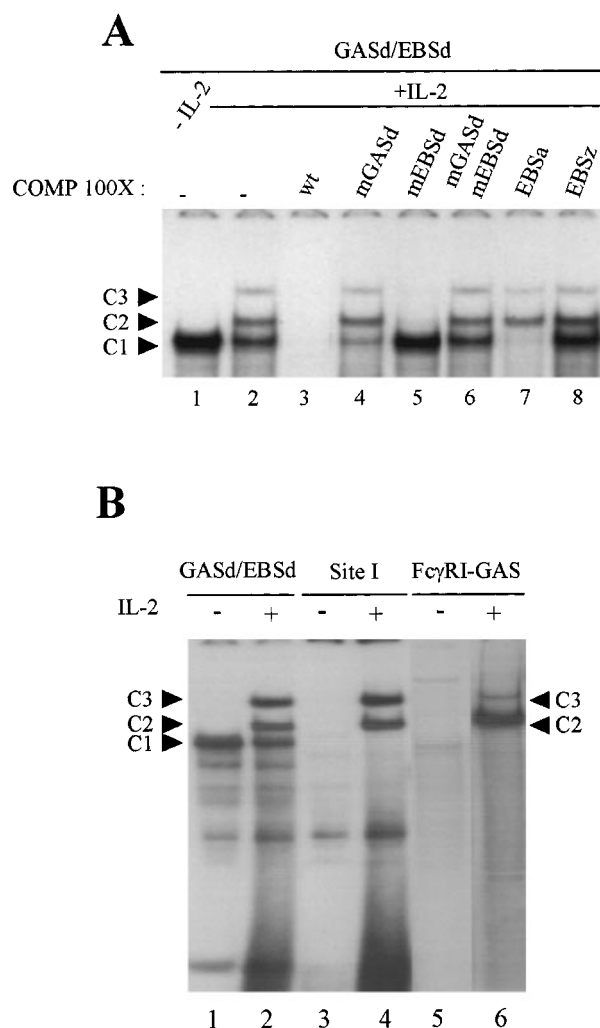 A
GASd/EBSd
- IL-2
+IL-2
COMP 100X :
-
-
wt
mGASd
mEBSd
mGASd
mEBSd
EBSa
EBSz
C3
C2
C1
1 2 3 4 5 6 7 8
B
GASd/EBSd Site I FcγRI-GAS
IL-2 - + - + - +
C3
C2
C1
C3
C2
1 2 3 4 5 6